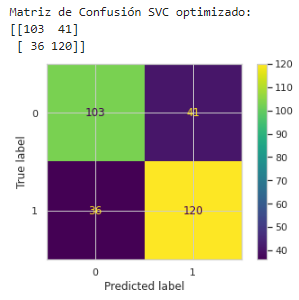 Matriz de Confusión SVC optimizado:
[[103  41]
 [ 36 120]]
120
110
0 103 41
100
90
80
70
1 36 120
60
50
40
0 1
Predicted label
True label